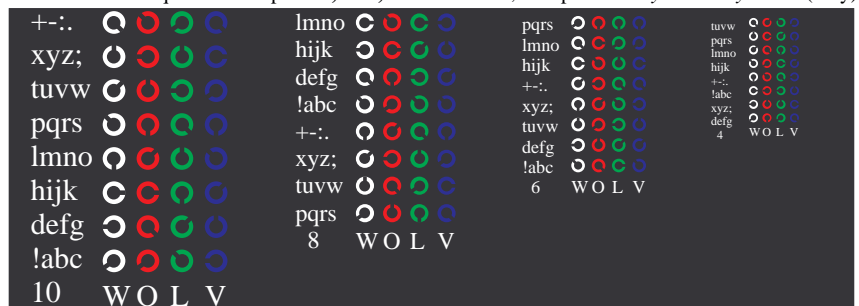 +-:.
xyz;
tuvw
pqrs
lmno
hijk
defg
!abc
10 W O L V
lmno
hijk
defg
!abc
+-:.
xyz;
tuvw
pqrs
8 W O L V
pqrs
lmno
hijk
+-:.
xyz;
tuvw
defg
!abc
6 W O L V
tuvw
pqrs
lmno
hijk
+-:.
!abc
xyz;
defg
4 W O L V